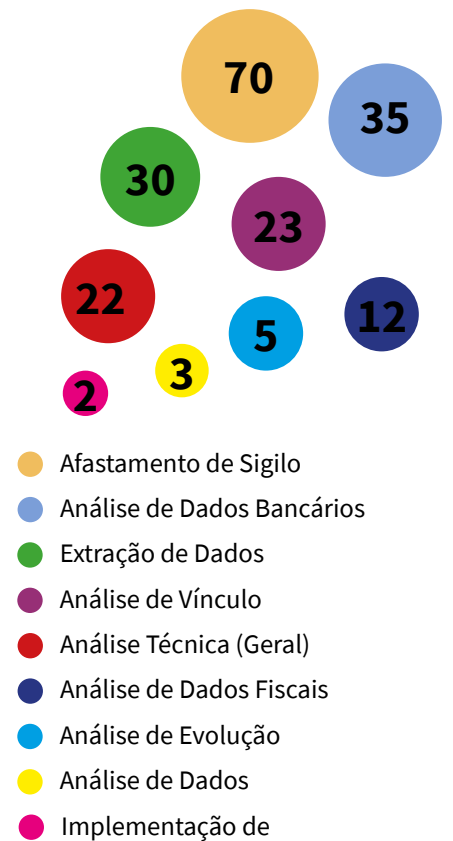 70
35
30
23
22
12
5
3
2
Afastamento de Sigilo
Análise de Dados Bancários
Extração de Dados
Análise de Vínculo
Análise Técnica (Geral)
Análise de Dados Fiscais
Análise de Evolução
Análise de Dados
Implementação de